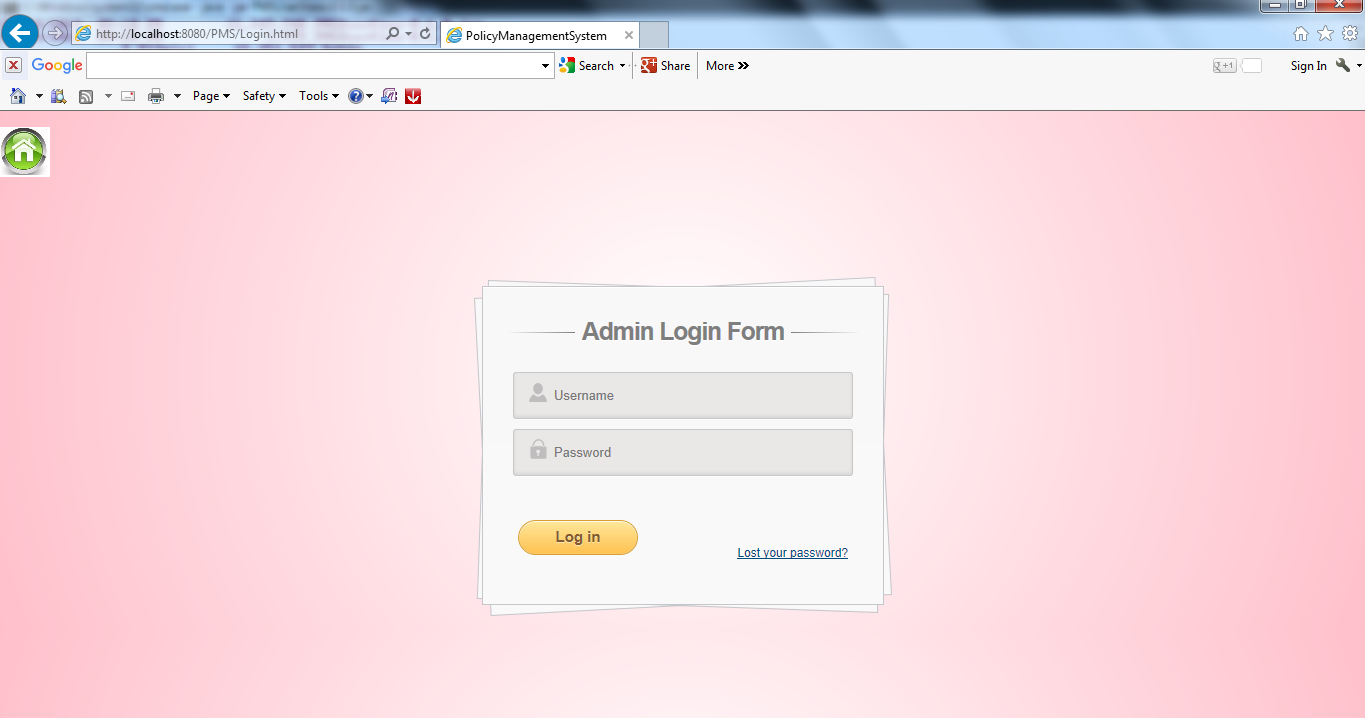 http://localhost:8080/PMS/Login.html
PolicyManagementSystem
Google
Search
Share
More
+1
Sign In
Page
Safety
Tools
Admin Login Form
Username
Password
Log in
Lost your password?